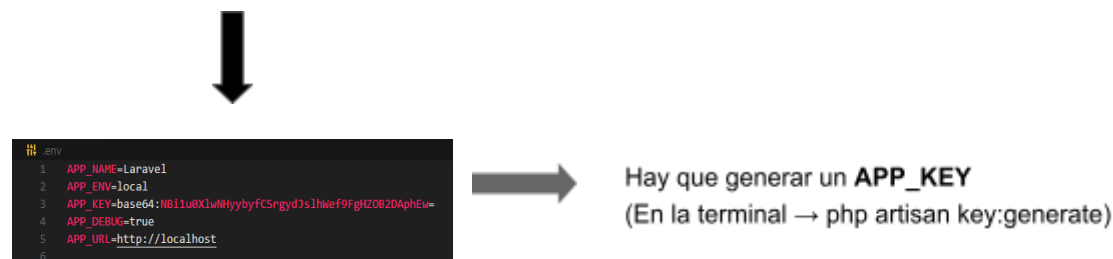 .env
1 APP_NAME=Laravel
2 APP_ENV=local
3 APP_KEY=base64:NBi1u0XlwNHyybyfCSrgydJslhWef9FgHZOB2DAphEw=
4 APP_DEBUG=true
5 APP_URL=http://localhost
6
Hay que generar un APP_KEY
(En la terminal → php artisan key:generate)